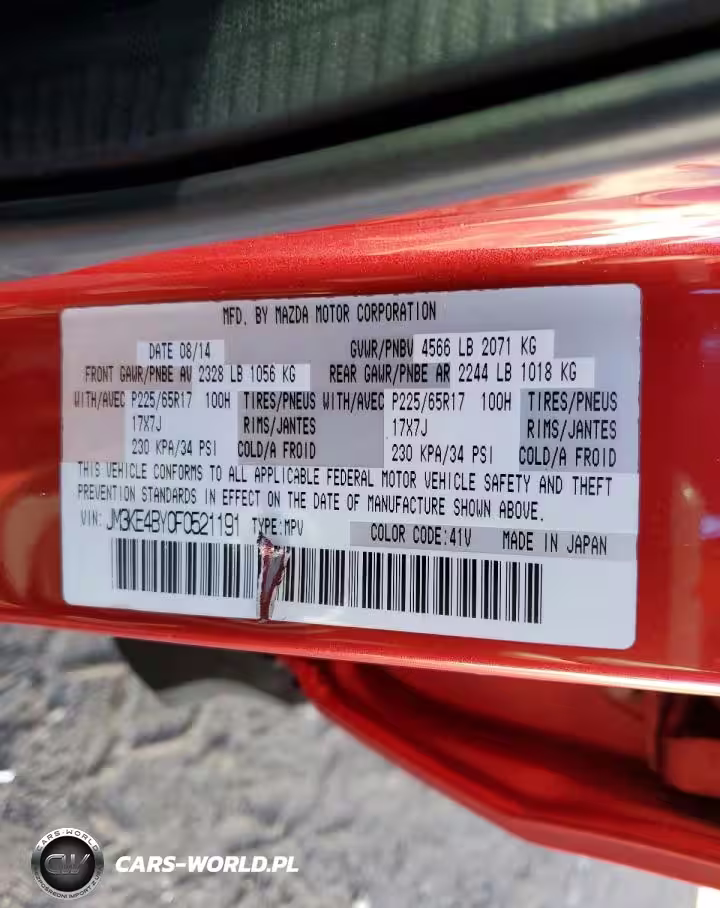 MFD. BY MAZDA MOTOR CORPORATION
DATE 08/14 GVWR/PNBV 4566 LB 2071 KG
FRONT GAWR/PNBE AV 2328 LB 1056 KG REAR GAWR/PNBE AR 2244 LB 1018 KG
WITH/AVEC P225/65R17 100H TIRES/PNEUS WITH/AVEC P225/65R17 100H TIRES/PNEUS
17X7J RIMS/JANTES 17X7J RIMS/JANTES
230 KPA/34 PSI COLD/A FROID 230 KPA/34 PSI COLD/A FROID
THIS VEHICLE CONFORMS TO ALL APPLICABLE FEDERAL MOTOR VEHICLE SAFETY AND THEFT
PREVENTION STANDARDS IN EFFECT ON THE DATE OF MANUFACTURE SHOWN ABOVE.
VIN: JM3KE4BY0F0521191 TYPE:MPV COLOR CODE:41V MADE IN JAPAN
CARS-WORLD
CW
BEZPOŚREDNI IMPORT Z USA
CARS-WORLD.PL